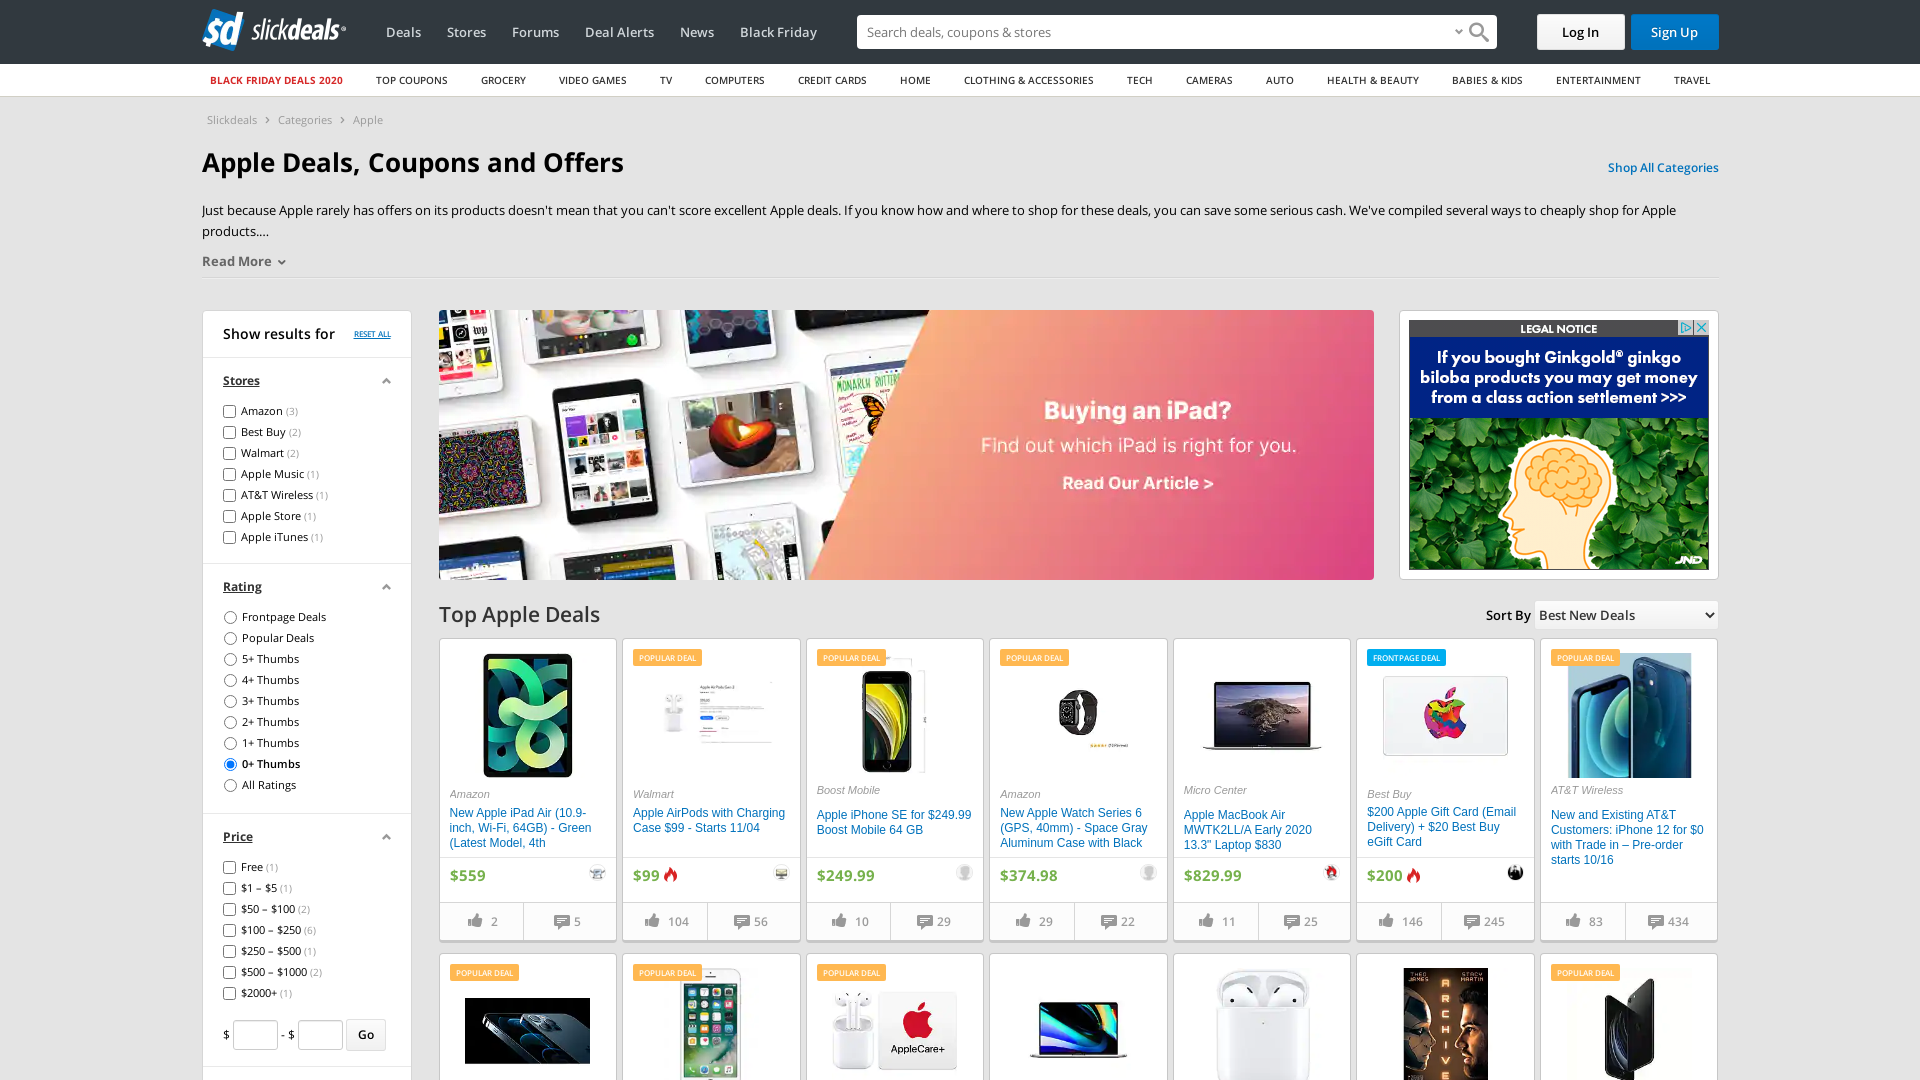 sd slickdeals
Deals
Stores
Forums
Deal Alerts
News
Black Friday
Search deals, coupons & stores
Log In
Sign Up
BLACK FRIDAY DEALS 2020
TOP COUPONS
GROCERY
VIDEO GAMES
TV
COMPUTERS
CREDIT CARDS
HOME
CLOTHING & ACCESSORIES
TECH
CAMERAS
AUTO
HEALTH & BEAUTY
BABIES & KIDS
ENTERTAINMENT
TRAVEL
Slickdeals > Categories > Apple
Apple Deals, Coupons and Offers
Shop All Categories
Just because Apple rarely has offers on its products doesn't mean that you can't score excellent Apple deals. If you know how and where to shop for these deals, you can save some serious cash. We've compiled several ways to cheaply shop for Apple
products....
Read More
Show results for
RESET ALL
Stores
Amazon (3)
Best Buy (2)
Walmart (2)
Apple Music (1)
AT&T Wireless (1)
Apple Store (1)
Apple iTunes (1)
Rating
Frontpage Deals
Popular Deals
5+ Thumbs
4+ Thumbs
3+ Thumbs
2+ Thumbs
1+ Thumbs
0+ Thumbs
All Ratings
Price
Free (1)
$1 – $5 (1)
$50 – $100 (2)
$100 – $250 (6)
$250 – $500 (1)
$500 – $1000 (2)
$2000+ (1)
$ - $ Go
MONARCH BUTTER
Buying an iPad?
Find out which iPad is right for you.
Read Our Article >
LEGAL NOTICE
If you bought Ginkgold® ginkgo
biloba products you may get money
from a class action settlement >>>
JND
Top Apple Deals
Sort By Best New Deals
Amazon
New Apple iPad Air (10.9-
inch, Wi-Fi, 64GB) - Green
(Latest Model, 4th
$559
2
5
POPULAR DEAL
Walmart
Apple AirPods with Charging
Case $99 - Starts 11/04
$99
104
56
POPULAR DEAL
Boost Mobile
Apple iPhone SE for $249.99
Boost Mobile 64 GB
$249.99
10
29
POPULAR DEAL
Amazon
New Apple Watch Series 6
(GPS, 40mm) - Space Gray
Aluminum Case with Black
$374.98
29
22
Micro Center
Apple MacBook Air
MWTK2LL/A Early 2020
13.3" Laptop $830
$829.99
11
25
FRONTPAGE DEAL
Best Buy
$200 Apple Gift Card (Email
Delivery) + $20 Best Buy
eGift Card
$200
146
245
POPULAR DEAL
AT&T Wireless
New and Existing AT&T
Customers: iPhone 12 for $0
with Trade in – Pre-order
starts 10/16
83
434
POPULAR DEAL
POPULAR DEAL
POPULAR DEAL
AppleCare+
THEO JAMES
STACY MARTIN
ARCHIVE
POPULAR DEAL